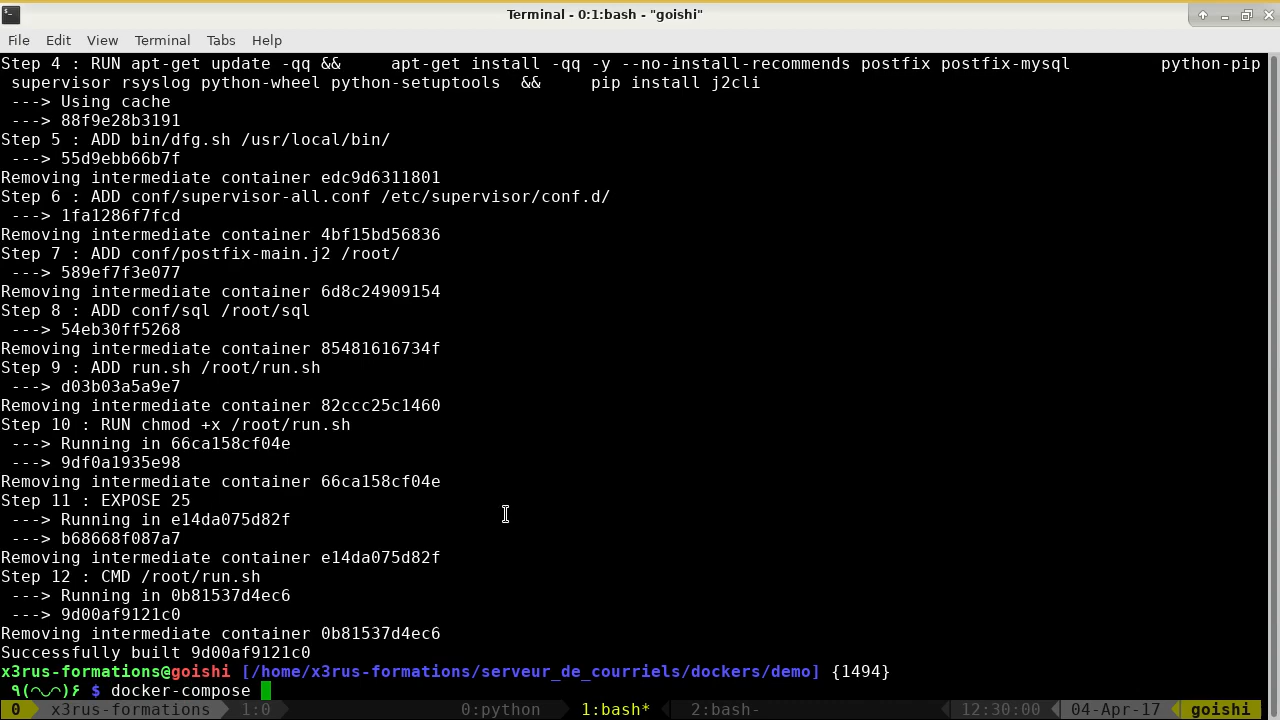 Terminal - 0:1:bash - "goishi"
File Edit View Terminal Tabs Help
Step 4 : RUN apt-get update -qq &&     apt-get install -qq -y --no-install-recommends postfix postfix-mysql         python-pip
 supervisor rsyslog python-wheel python-setuptools  &&     pip install j2cli
 ---> Using cache
 ---> 88f9e28b3191
Step 5 : ADD bin/dfg.sh /usr/local/bin/
 ---> 55d9ebb66b7f
Removing intermediate container edc9d6311801
Step 6 : ADD conf/supervisor-all.conf /etc/supervisor/conf.d/
 ---> 1fa1286f7fcd
Removing intermediate container 4bf15bd56836
Step 7 : ADD conf/postfix-main.j2 /root/
 ---> 589ef7f3e077
Removing intermediate container 6d8c24909154
Step 8 : ADD conf/sql /root/sql
 ---> 54eb30ff5268
Removing intermediate container 85481616734f
Step 9 : ADD run.sh /root/run.sh
 ---> d03b03a5a9e7
Removing intermediate container 82ccc25c1460
Step 10 : RUN chmod +x /root/run.sh
 ---> Running in 66ca158cf04e
 ---> 9df0a1935e98
Removing intermediate container 66ca158cf04e
Step 11 : EXPOSE 25
 ---> Running in e14da075d82f
 ---> b68668f087a7
Removing intermediate container e14da075d82f
Step 12 : CMD /root/run.sh
 ---> Running in 0b81537d4ec6
 ---> 9d00af9121c0
Removing intermediate container 0b81537d4ec6
Successfully built 9d00af9121c0
x3rus-formations@goishi [/home/x3rus-formations/serveur_de_courriels/dockers/demo] {1494}
 ٩(◠◡◠)۶ $ docker-compose
0 x3rus-formations 1:0 0:python 1:bash* 2:bash- 12:30:00 04-Apr-17 goishi